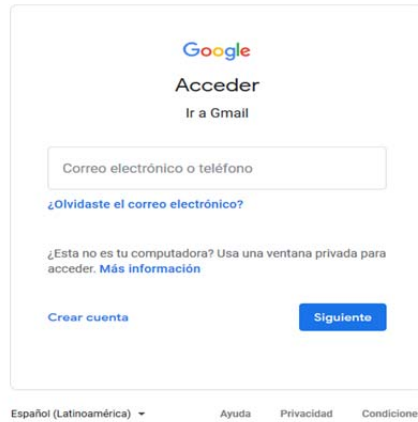 Google
Acceder
Ir a Gmail
Correo electrónico o teléfono
¿Olvidaste el correo electrónico?
¿Esta no es tu computadora? Usa una ventana privada para
acceder. Más información
Crear cuenta
Siguiente
Español (Latinoamérica)
Ayuda
Privacidad
Condicione